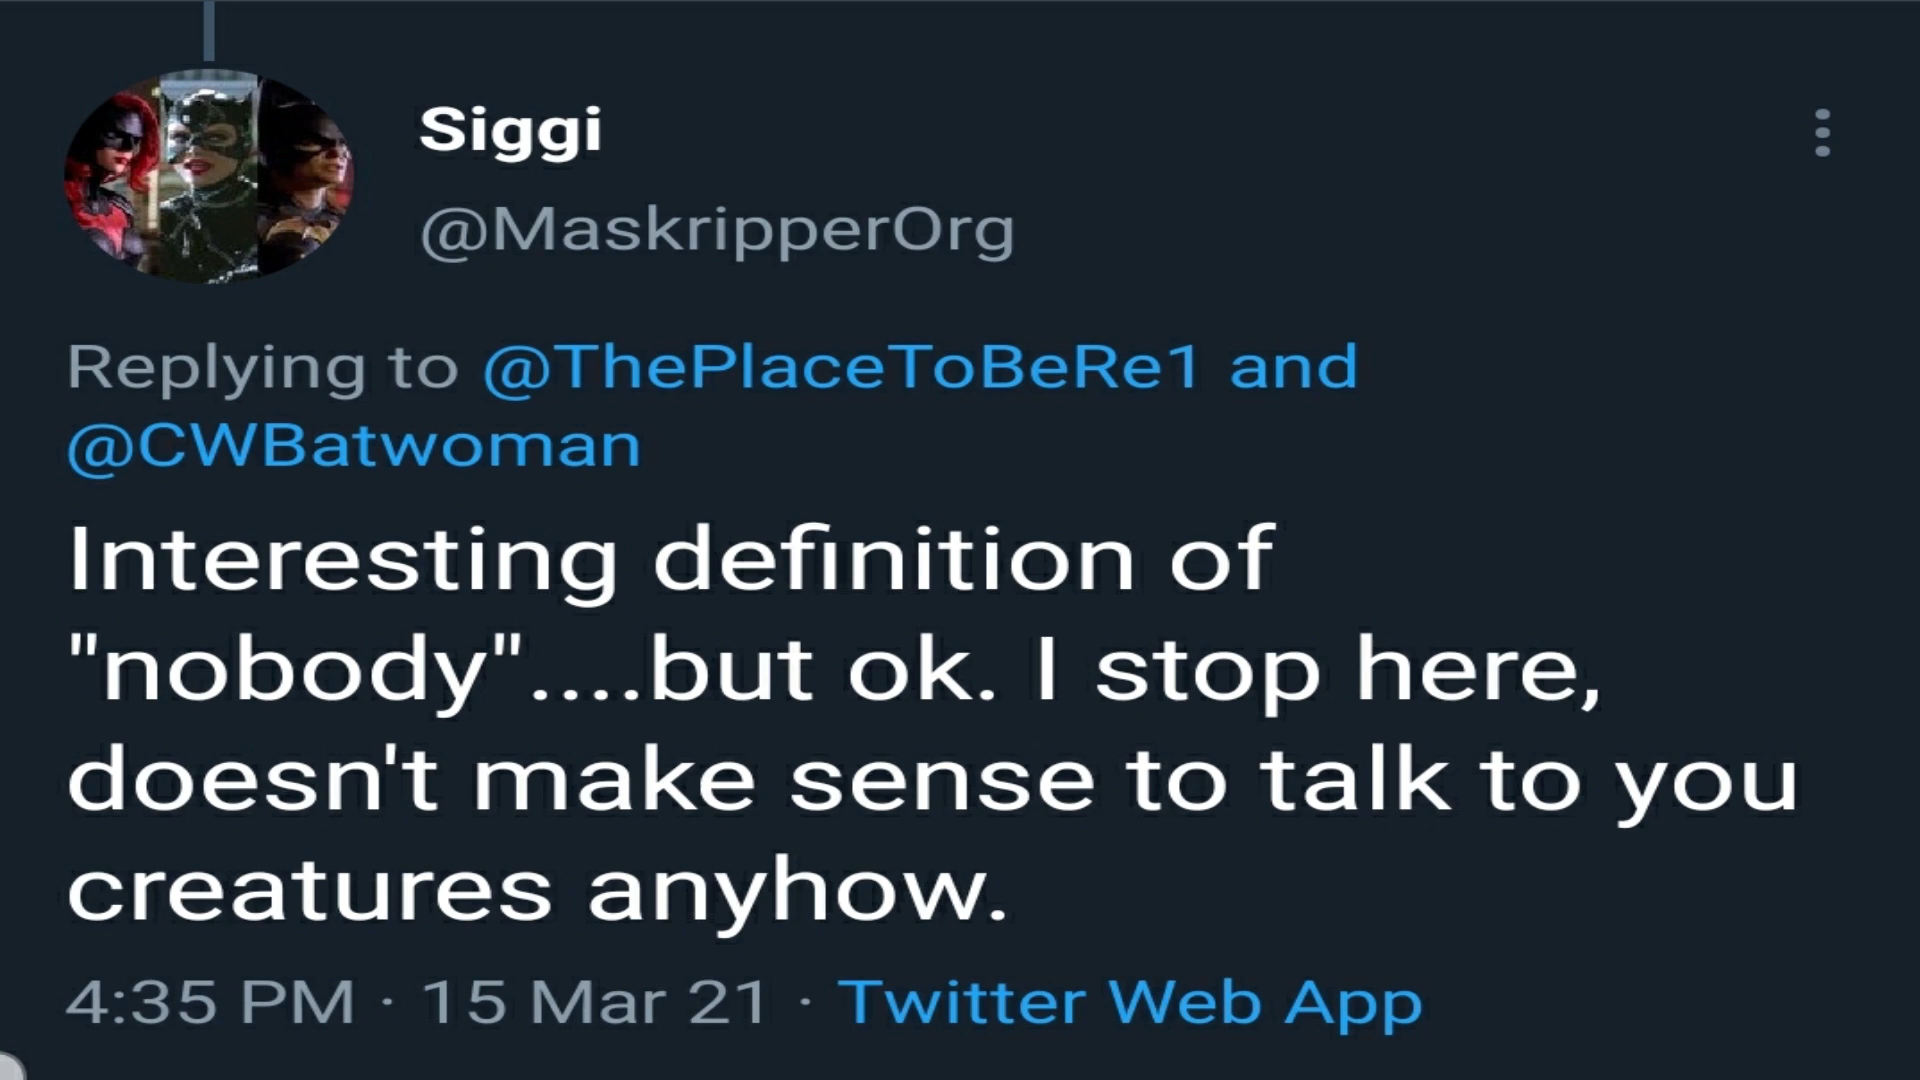 Siggi
@MaskripperOrg
Replying to @ThePlaceToBeRe1 and
@CWBatwoman
Interesting definition of
"nobody"....but ok. I stop here,
doesn't make sense to talk to you
creatures anyhow.
4:35 PM · 15 Mar 21 · Twitter Web App